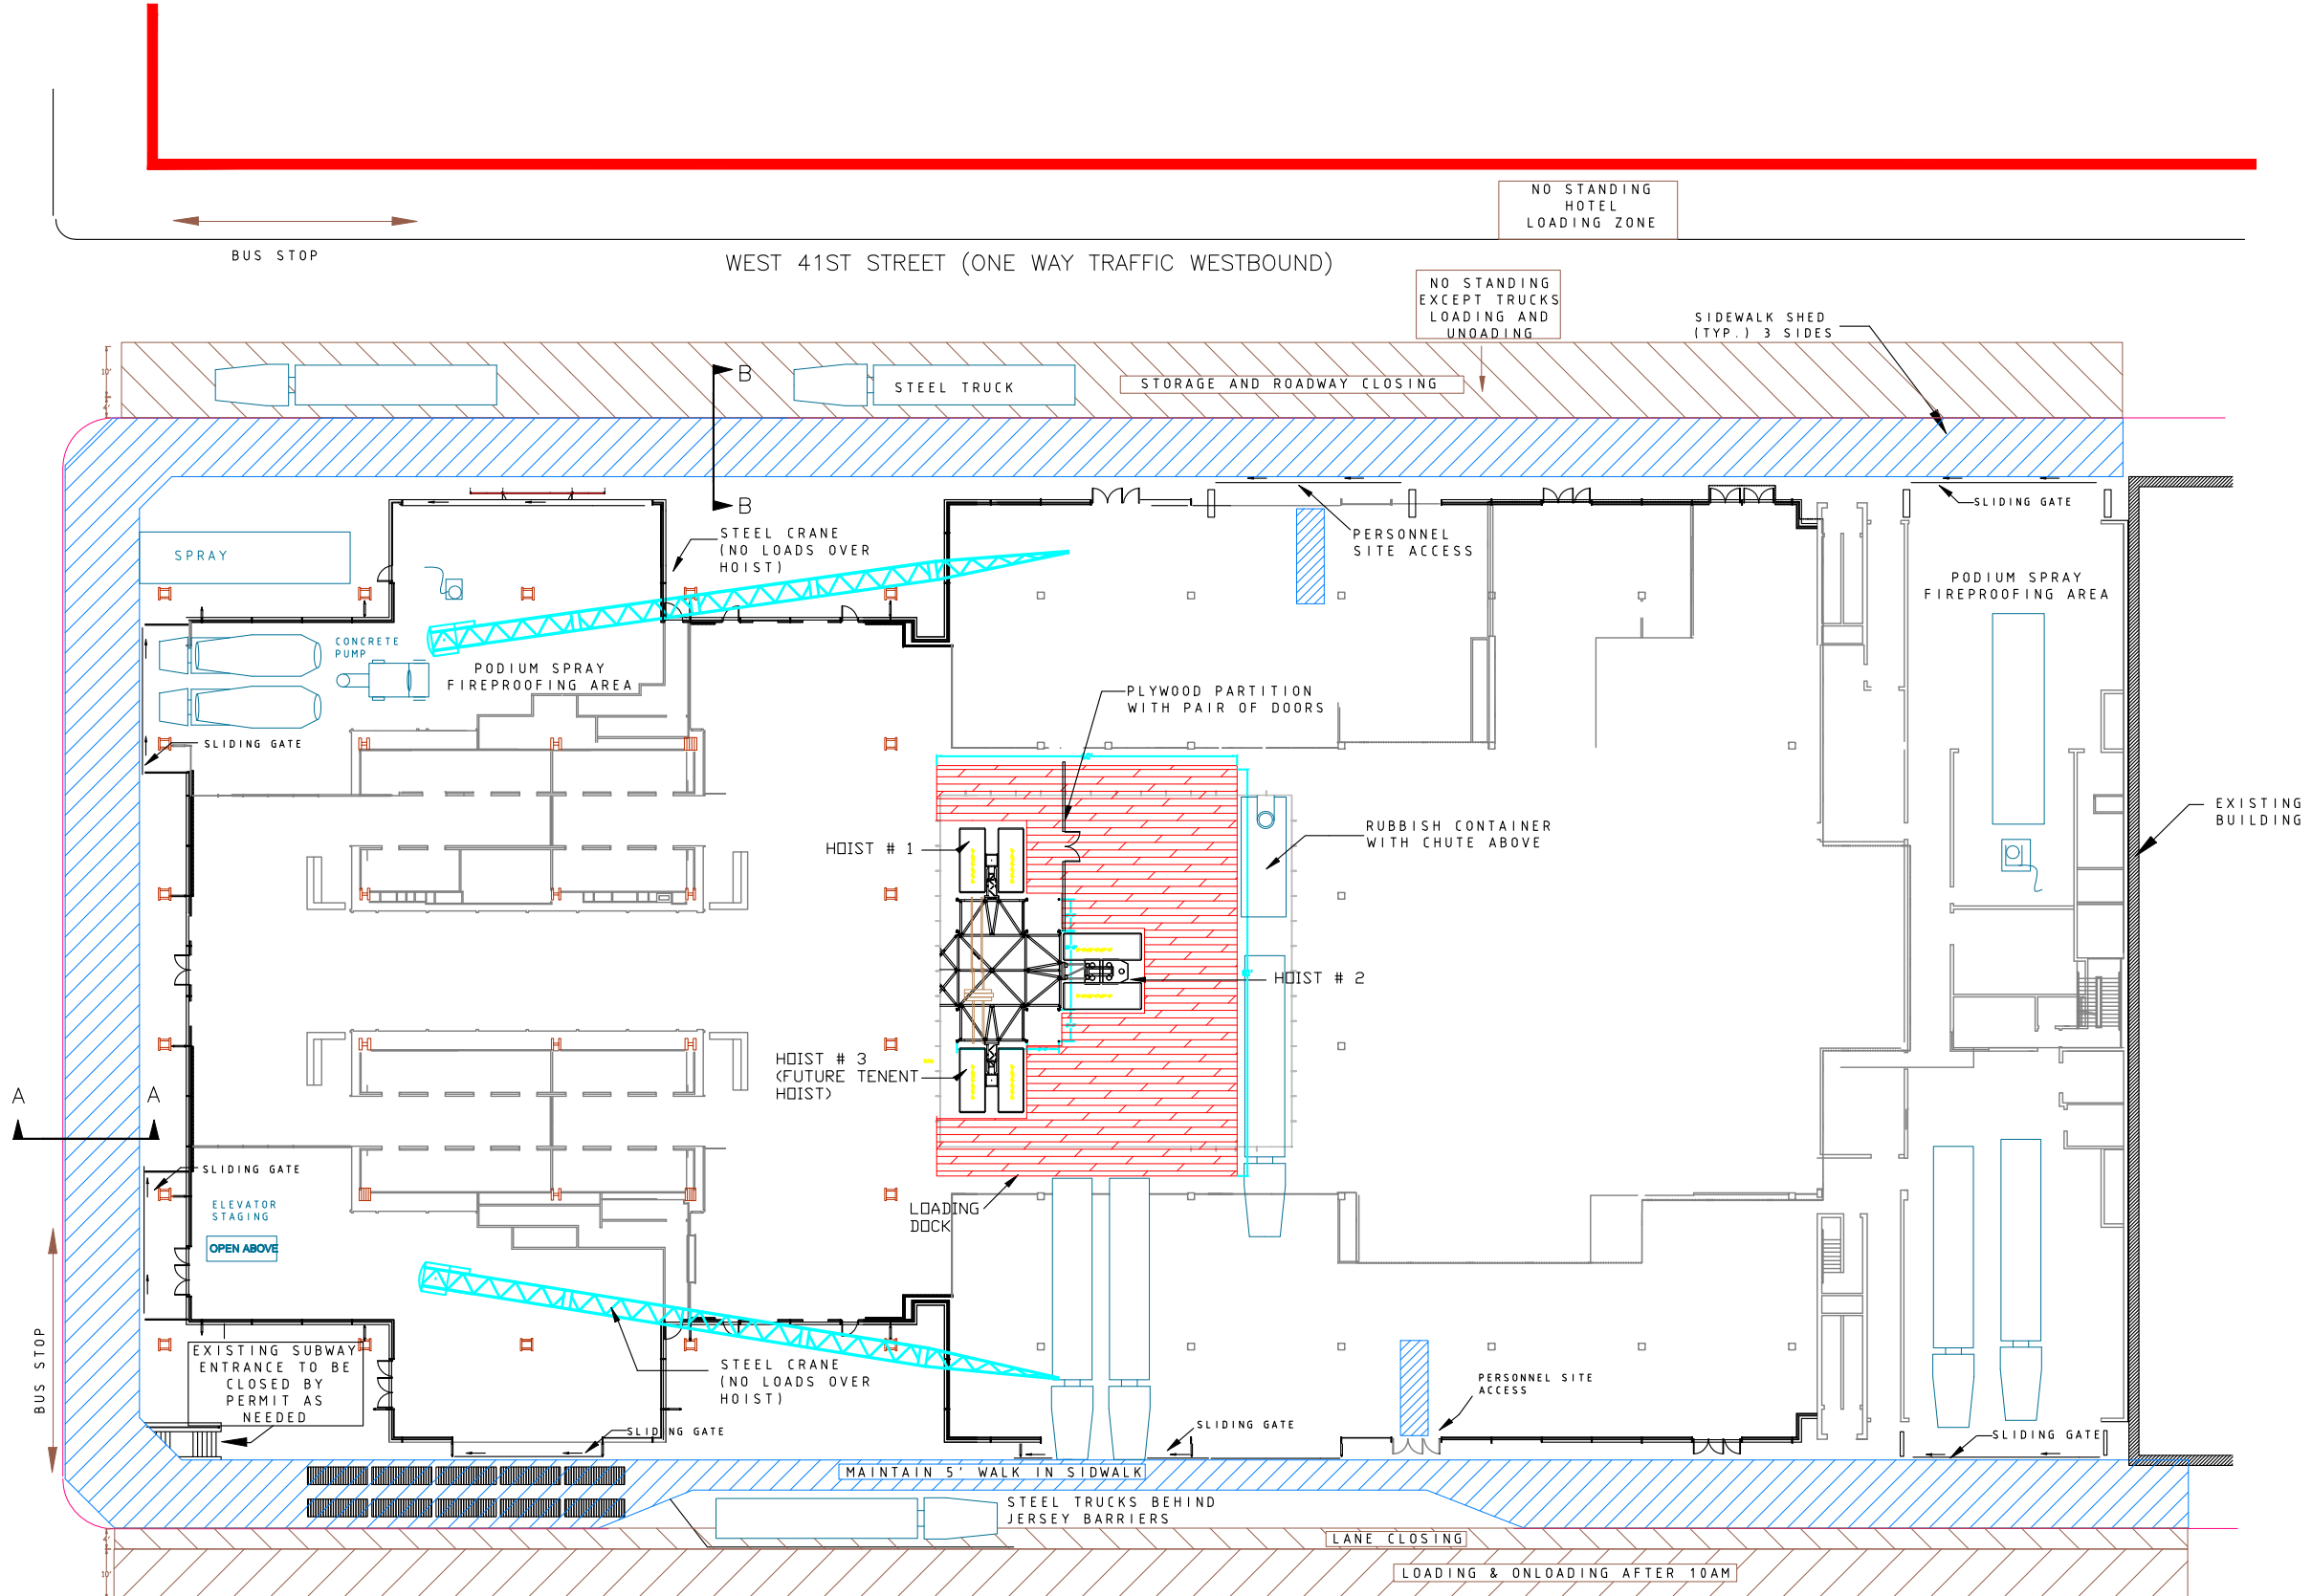 NO STANDING
HOTEL
LOADING ZONE
BUS STOP
WEST 41ST STREET (ONE WAY TRAFFIC WESTBOUND)
NO STANDING
EXCEPT TRUCKS
LOADING AND
UNOADING
SIDEWALK SHED
(TYP.) 3 SIDES
10'
STEEL TRUCK
STORAGE AND ROADWAY CLOSING
B
B
SLIDING GATE
STEEL CRANE
(NO LOADS OVER
HOIST)
PERSONNEL
SITE ACCESS
SPRAY
PODIUM SPRAY
FIREPROOFING AREA
CONCRETE
PUMP
PODIUM SPRAY
FIREPROOFING AREA
PLYWOOD PARTITION
WITH PAIR OF DOORS
SLIDING GATE
EXISTING
BUILDING
RUBBISH CONTAINER
WITH CHUTE ABOVE
HOIST # 1
HOIST # 2
HOIST # 3
(FUTURE TENENT
HOIST)
A
A
SLIDING GATE
ELEVATOR
STAGING
OPEN ABOVE
LOADING
DOCK
BUS STOP
EXISTING SUBWAY
ENTRANCE TO BE
CLOSED BY
PERMIT AS
NEEDED
STEEL CRANE
(NO LOADS OVER
HOIST)
PERSONNEL SITE
ACCESS
SLIDING GATE
SLIDING GATE
SLIDING GATE
MAINTAIN 5' WALK IN SIDWALK
STEEL TRUCKS BEHIND
JERSEY BARRIERS
LANE CLOSING
10'
LOADING & ONLOADING AFTER 10AM